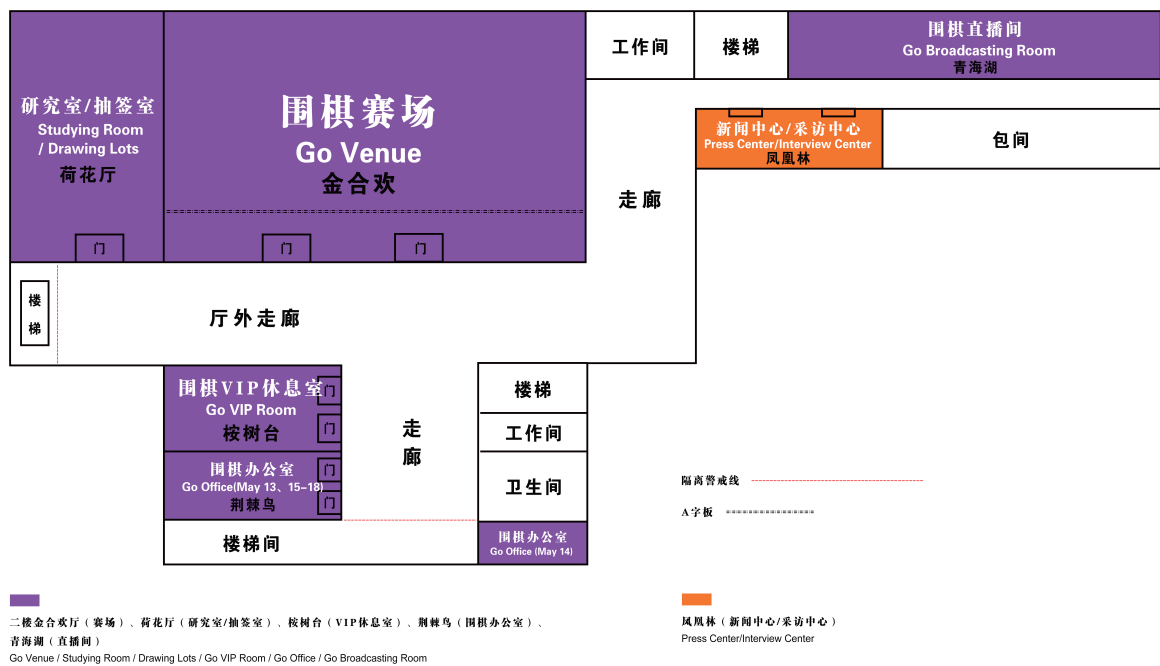 研究室/抽签室
Studying Room
/ Drawing Lots
荷花厅
门
围棋赛场
Go Venue
金合欢
门
门
工作间
楼梯
围棋直播间
Go Broadcasting Room
青海湖
新闻中心/采访中心
Press Center/Interview Center
凤凰林
包间
走廊
楼
梯
厅外走廊
围棋VIP休息室
Go VIP Room
桉树台
门
门
围棋办公室
Go Office(May 13、15-18)
荆棘鸟
门
门
楼梯间
走
廊
楼梯
工作间
卫生间
围棋办公室
Go Office (May 14)
隔离警戒线
A字板
二楼金合欢厅(赛场)、荷花厅(研究室/抽签室)、桉树台(VIP休息室)、荆棘鸟(围棋办公室)、
青海湖(直播间)
Go Venue / Studying Room / Drawing Lots / Go VIP Room / Go Office / Go Broadcasting Room
凤凰林(新闻中心/采访中心)
Press Center/Interview Center